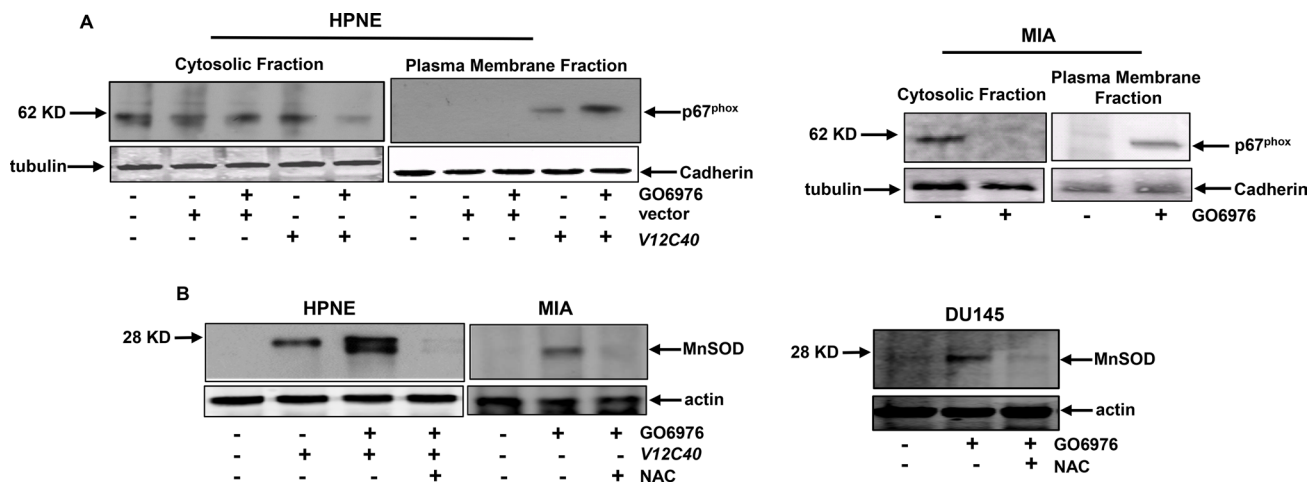 A
HPNE
Cytosolic Fraction Plasma Membrane Fraction
62 KD p67phox
tubulin Cadherin
- - + - + - - + - + GO6976
- + + - - - + + - - vector
- - - + + - - - + + V12C40
MIA
Cytosolic Fraction Plasma Membrane Fraction
62 KD p67phox
tubulin Cadherin
- + - + GO6976
B
HPNE MIA
28 KD MnSOD
actin
- - + + - + + GO6976
- + + + - - - V12C40
- - - + - - + NAC
DU145
28 KD MnSOD
actin
- + + GO6976
- - + NAC